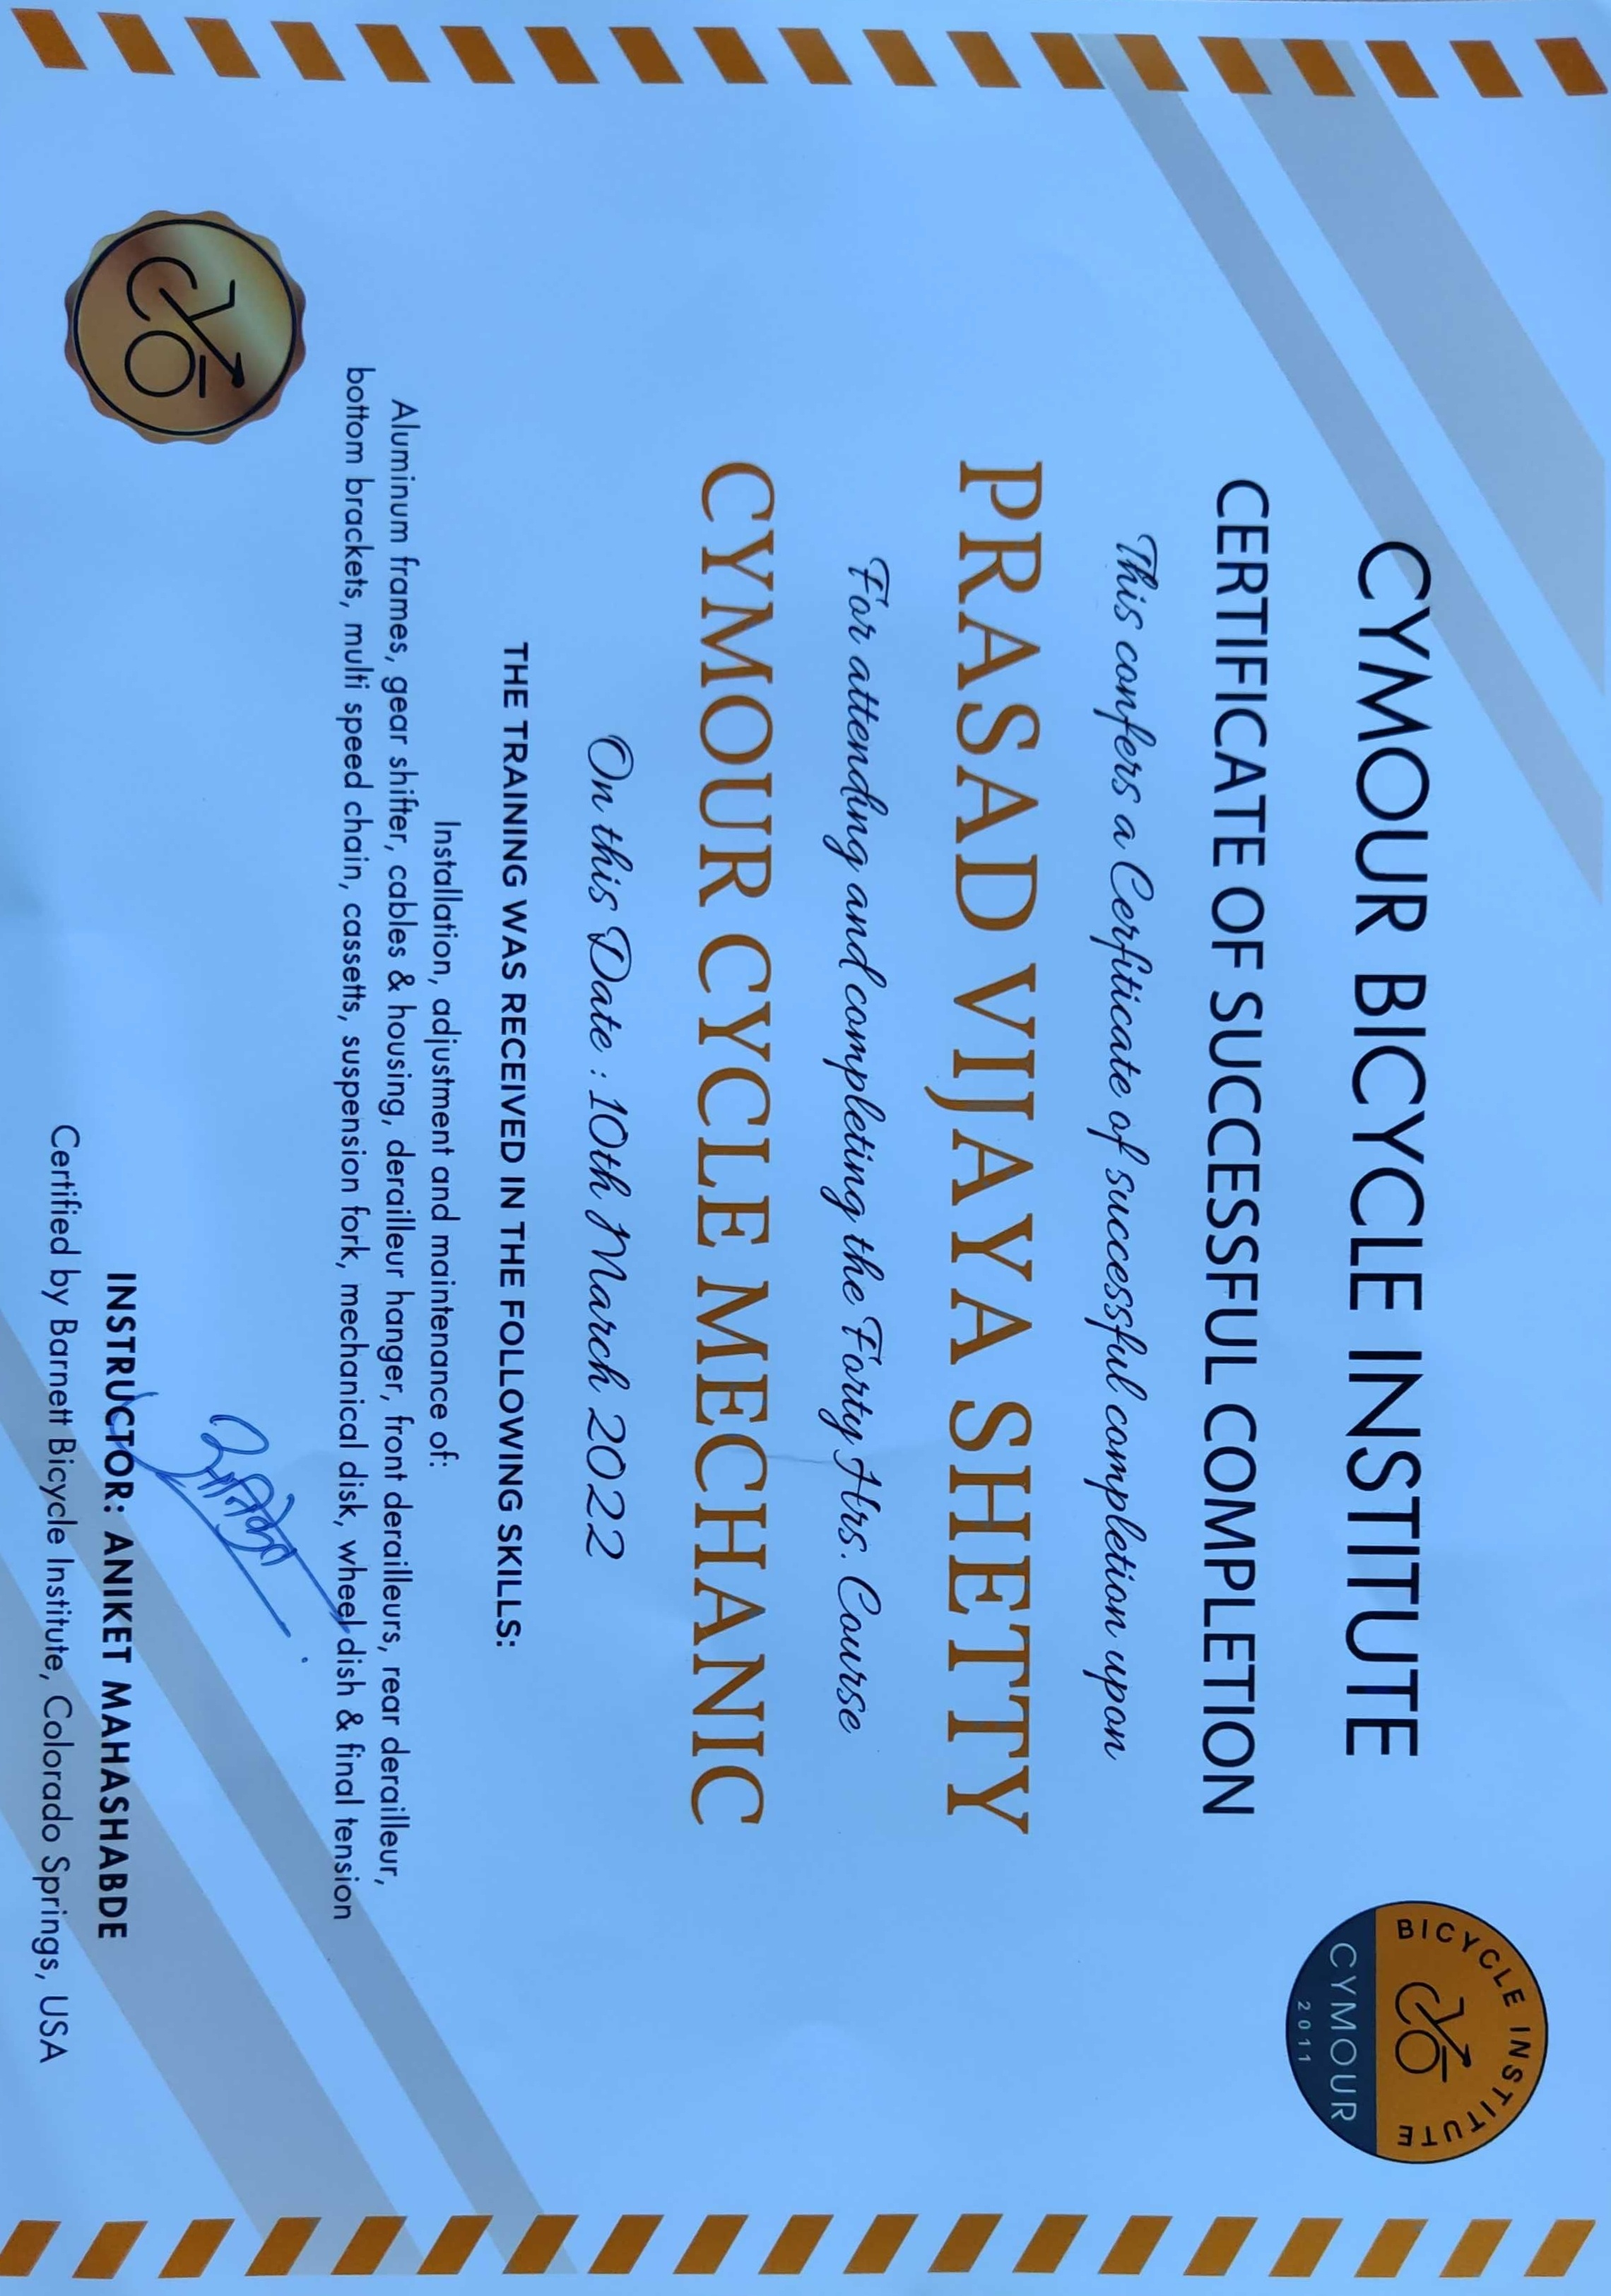 BICYCLE INSTITUTE
CYMOUR
2011
CYMOUR BICYCLE INSTITUTE
CERTIFICATE OF SUCCESSFUL COMPLETION
This confers a Cerfiticate of successful completion upon
PRASAD VIJAYA SHETTY
For attending and completing the Forty Hrs. Course
CYMOUR CYCLE MECHANIC
On this Date : 10th March 2022
THE TRAINING WAS RECEIVED IN THE FOLLOWING SKILLS:
Installation, adjustment and maintenance of:
Aluminum frames, gear shifter, cables & housing, derailleur hanger, front derailleurs, rear derailleur,
bottom brackets, multi speed chain, cassetts, suspension fork, mechanical disk, wheel dish & final tension
अनिकेत
INSTRUCTOR: ANIKET MAHASHABDE
Certified by Barnett Bicycle Institute, Colorado Springs, USA